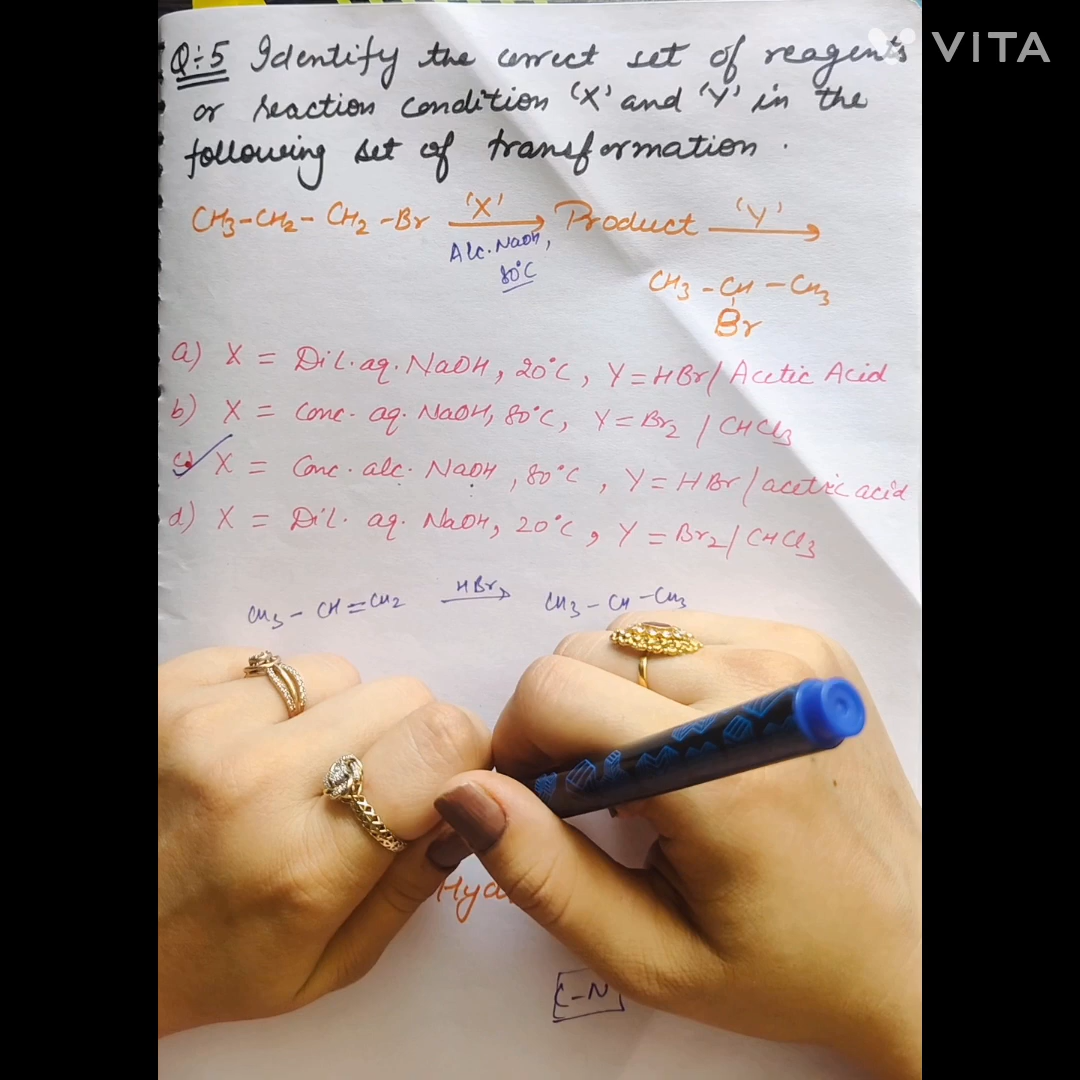 VITA
Q÷5 Identify the correct set of reagents
or reaction condition 'X' and 'Y' in the
following set of transformation.
CH3-CH2-CH2-Br 'X' Product 'Y'
Alc. NaOH,
80°C
CH3-CH-CH3
Br
a) X = Dil. aq. NaOH, 20°C, Y=HBr/Acetic Acid
b) X = Conc. aq. NaOH, 80°C, Y=Br2 / CHCl3
c) X = Conc. alc. NaOH, 80°C, Y=HBr/acetic acid
d) X = Dil. aq. NaOH, 20°C, Y=Br2/CHCl3
CH3-CH=CH2 HBr CH3-CH-CH3
C-N